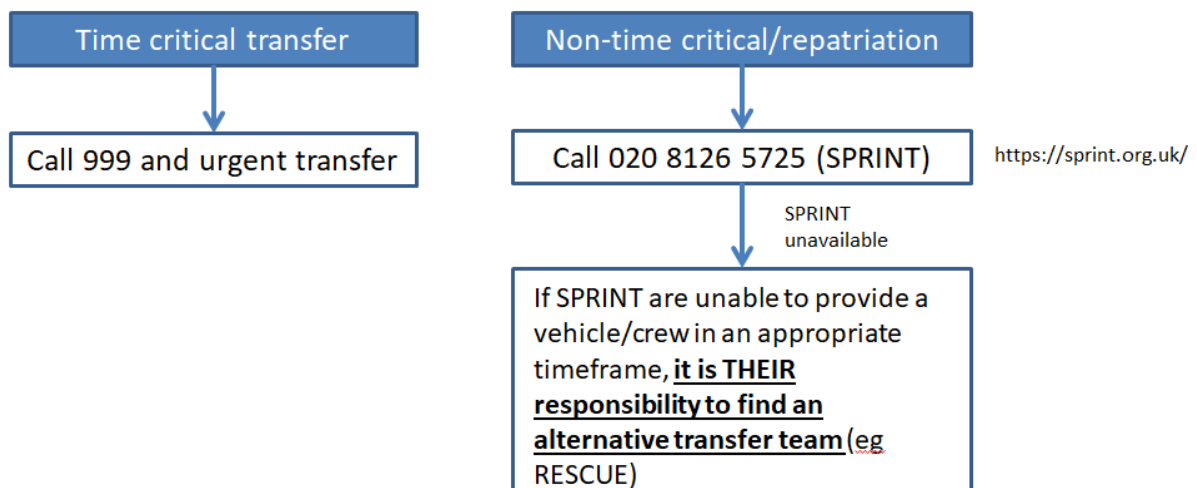 Time critical transfer
Call 999 and urgent transfer
Non-time critical/repatriation
Call 020 8126 5725 (SPRINT)
https://sprint.org.uk/
SPRINT
unavailable
If SPRINT are unable to provide a
vehicle/crew in an appropriate
timeframe, it is THEIR
responsibility to find an
alternative transfer team (eg
RESCUE)